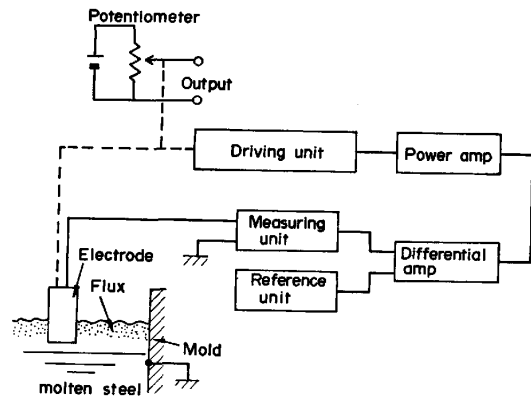 Potentiometer
Output
Driving unit
Power amp
Measuring
unit
Differential
amp
Reference
unit
Electrode
Flux
Mold
molten steel